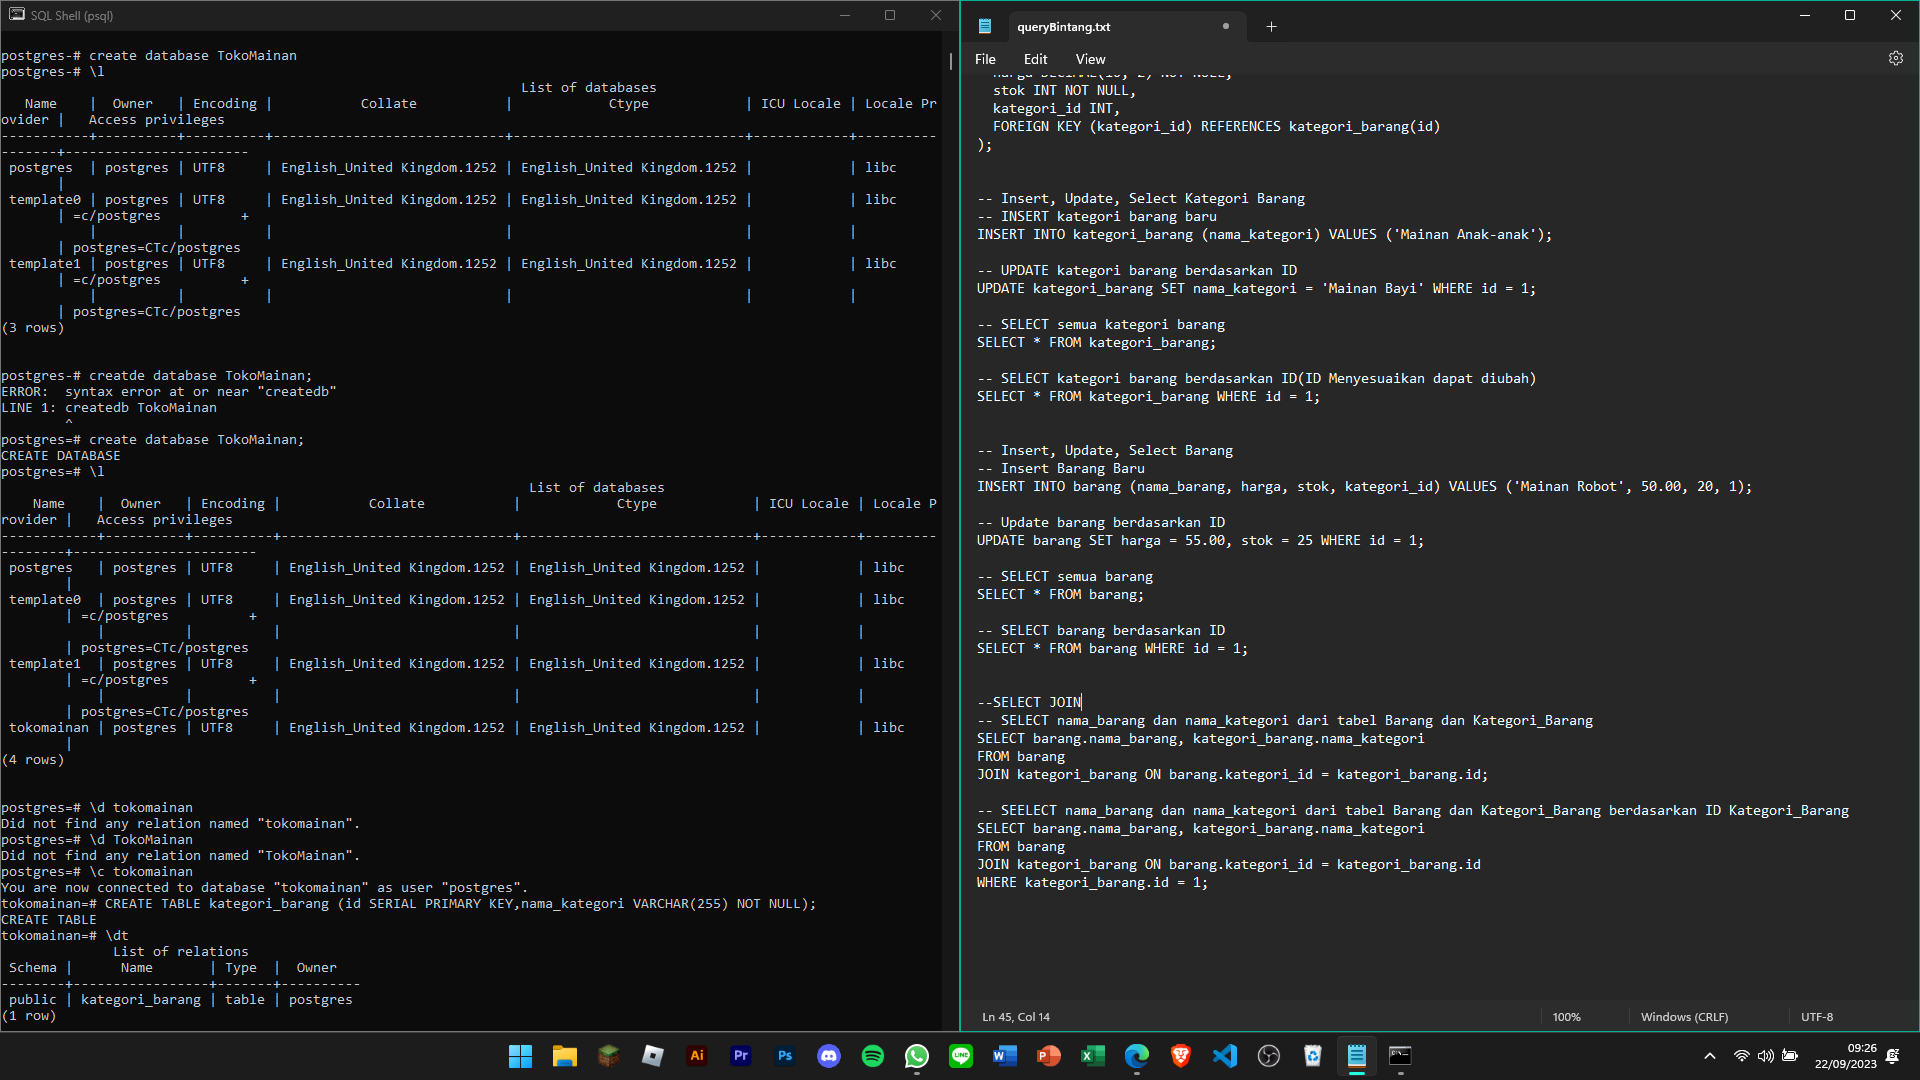 SQL Shell (psql)
postgres-# create database TokoMainan
postgres-# \l
                                                                 List of databases
   Name    |  Owner   | Encoding |           Collate           |            Ctype            | ICU Locale | Locale Pr
ovider |   Access privileges
-----------+----------+----------+-----------------------------+-----------------------------+------------+----------
-------+-----------------------
 postgres  | postgres | UTF8     | English_United Kingdom.1252 | English_United Kingdom.1252 |            | libc
       |
 template0 | postgres | UTF8     | English_United Kingdom.1252 | English_United Kingdom.1252 |            | libc
       | =c/postgres          +
           |          |          |                             |                             |            |
       | postgres=CTc/postgres
 template1 | postgres | UTF8     | English_United Kingdom.1252 | English_United Kingdom.1252 |            | libc
       | =c/postgres          +
           |          |          |                             |                             |            |
       | postgres=CTc/postgres
(3 rows)
postgres-# creatde database TokoMainan;
ERROR:  syntax error at or near "createdb"
LINE 1: createdb TokoMainan
        ^
postgres=# create database TokoMainan;
CREATE DATABASE
postgres=# \l
                                                                  List of databases
    Name    |  Owner   | Encoding |           Collate           |            Ctype            | ICU Locale | Locale P
rovider |   Access privileges
------------+----------+----------+-----------------------------+-----------------------------+------------+----------
--------+-----------------------
 postgres   | postgres | UTF8     | English_United Kingdom.1252 | English_United Kingdom.1252 |            | libc
        |
 template0  | postgres | UTF8     | English_United Kingdom.1252 | English_United Kingdom.1252 |            | libc
        | =c/postgres          +
            |          |          |                             |                             |            |
        | postgres=CTc/postgres
 template1  | postgres | UTF8     | English_United Kingdom.1252 | English_United Kingdom.1252 |            | libc
        | =c/postgres          +
            |          |          |                             |                             |            |
        | postgres=CTc/postgres
 tokomainan | postgres | UTF8     | English_United Kingdom.1252 | English_United Kingdom.1252 |            | libc
        |
(4 rows)
postgres=# \d tokomainan
Did not find any relation named "tokomainan".
postgres=# \d TokoMainan
Did not find any relation named "TokoMainan".
postgres=# \c tokomainan
You are now connected to database "tokomainan" as user "postgres".
tokomainan=# CREATE TABLE kategori_barang (id SERIAL PRIMARY KEY,nama_kategori VARCHAR(255) NOT NULL);
CREATE TABLE
tokomainan=# \dt
              List of relations
 Schema |      Name       | Type  |  Owner
--------+-----------------+-------+----------
 public | kategori_barang | table | postgres
(1 row)
queryBintang.txt
File Edit View
  harga DECIMAL(10, 2) NOT NULL,
  stok INT NOT NULL,
  kategori_id INT,
  FOREIGN KEY (kategori_id) REFERENCES kategori_barang(id)
);
-- Insert, Update, Select Kategori Barang
-- INSERT kategori barang baru
INSERT INTO kategori_barang (nama_kategori) VALUES ('Mainan Anak-anak');
-- UPDATE kategori barang berdasarkan ID
UPDATE kategori_barang SET nama_kategori = 'Mainan Bayi' WHERE id = 1;
-- SELECT semua kategori barang
SELECT * FROM kategori_barang;
-- SELECT kategori barang berdasarkan ID(ID Menyesuaikan dapat diubah)
SELECT * FROM kategori_barang WHERE id = 1;
-- Insert, Update, Select Barang
-- Insert Barang Baru
INSERT INTO barang (nama_barang, harga, stok, kategori_id) VALUES ('Mainan Robot', 50.00, 20, 1);
-- Update barang berdasarkan ID
UPDATE barang SET harga = 55.00, stok = 25 WHERE id = 1;
-- SELECT semua barang
SELECT * FROM barang;
-- SELECT barang berdasarkan ID
SELECT * FROM barang WHERE id = 1;
--SELECT JOIN
-- SELECT nama_barang dan nama_kategori dari tabel Barang dan Kategori_Barang
SELECT barang.nama_barang, kategori_barang.nama_kategori
FROM barang
JOIN kategori_barang ON barang.kategori_id = kategori_barang.id;
-- SEELECT nama_barang dan nama_kategori dari tabel Barang dan Kategori_Barang berdasarkan ID Kategori_Barang
SELECT barang.nama_barang, kategori_barang.nama_kategori
FROM barang
JOIN kategori_barang ON barang.kategori_id = kategori_barang.id
WHERE kategori_barang.id = 1;
Ln 45, Col 14
100%
Windows (CRLF)
UTF-8
Ai
Pr
Ps
LINE
W
P
X
09:26
22/09/2023